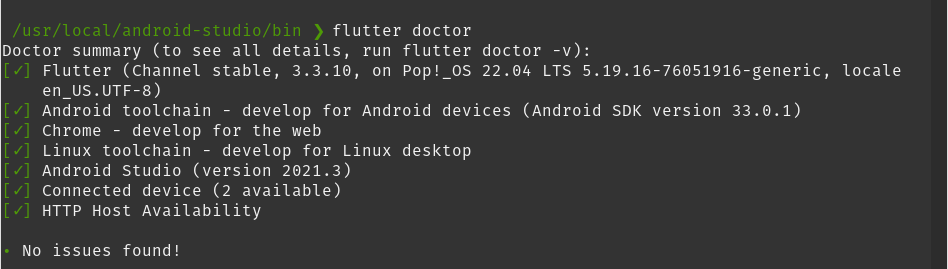 /usr/local/android-studio/bin ❯ flutter doctor
Doctor summary (to see all details, run flutter doctor -v):
[✓] Flutter (Channel stable, 3.3.10, on Pop!_OS 22.04 LTS 5.19.16-76051916-generic, locale
en_US.UTF-8)
[✓] Android toolchain - develop for Android devices (Android SDK version 33.0.1)
[✓] Chrome - develop for the web
[✓] Linux toolchain - develop for Linux desktop
[✓] Android Studio (version 2021.3)
[✓] Connected device (2 available)
[✓] HTTP Host Availability
• No issues found!